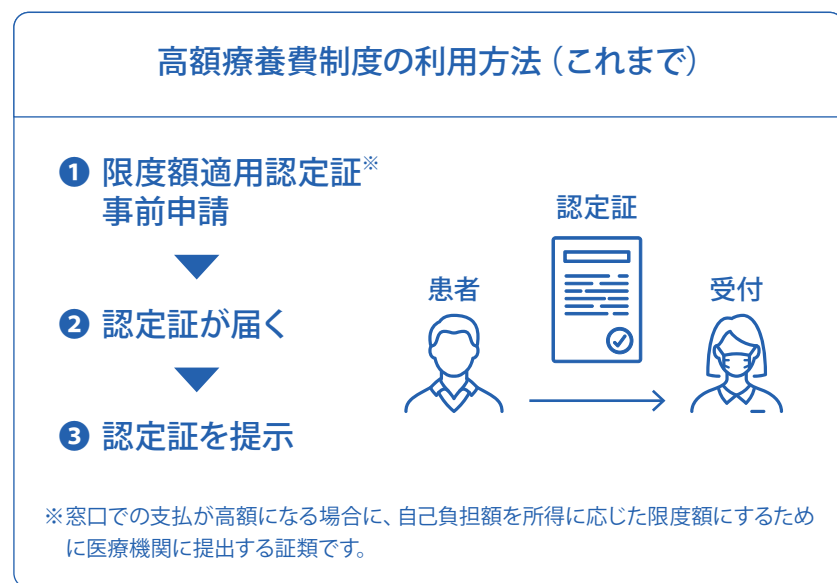 高額療養費制度の利用方法（これまで）
❶ 限度額適用認定証※
事前申請
❷ 認定証が届く
❸ 認定証を提示
認定証
患者
受付
※窓口での支払が高額になる場合に、自己負担額を所得に応じた限度額にするため
に医療機関に提出する証類です。